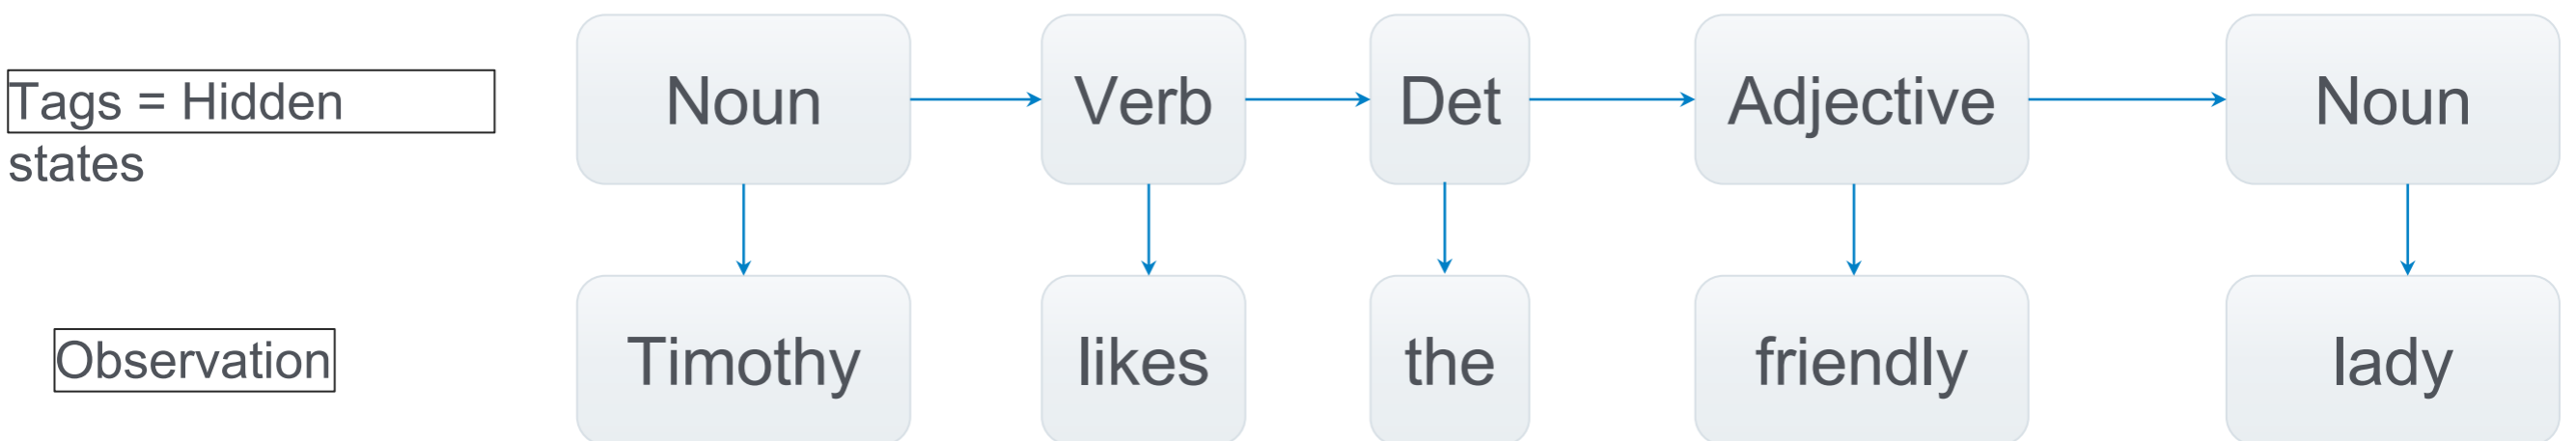 Tags = Hidden
states
Noun Verb Det Adjective Noun
Observation
Timothy likes the friendly lady